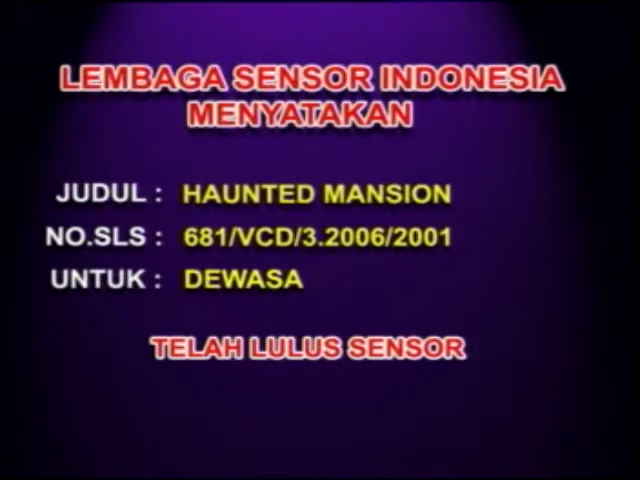 LEMBAGA SENSOR INDONESIA
MENYATAKAN
JUDUL : HAUNTED MANSION
NO.SLS : 681/VCD/3.2006/2001
UNTUK : DEWASA
TELAH LULUS SENSOR